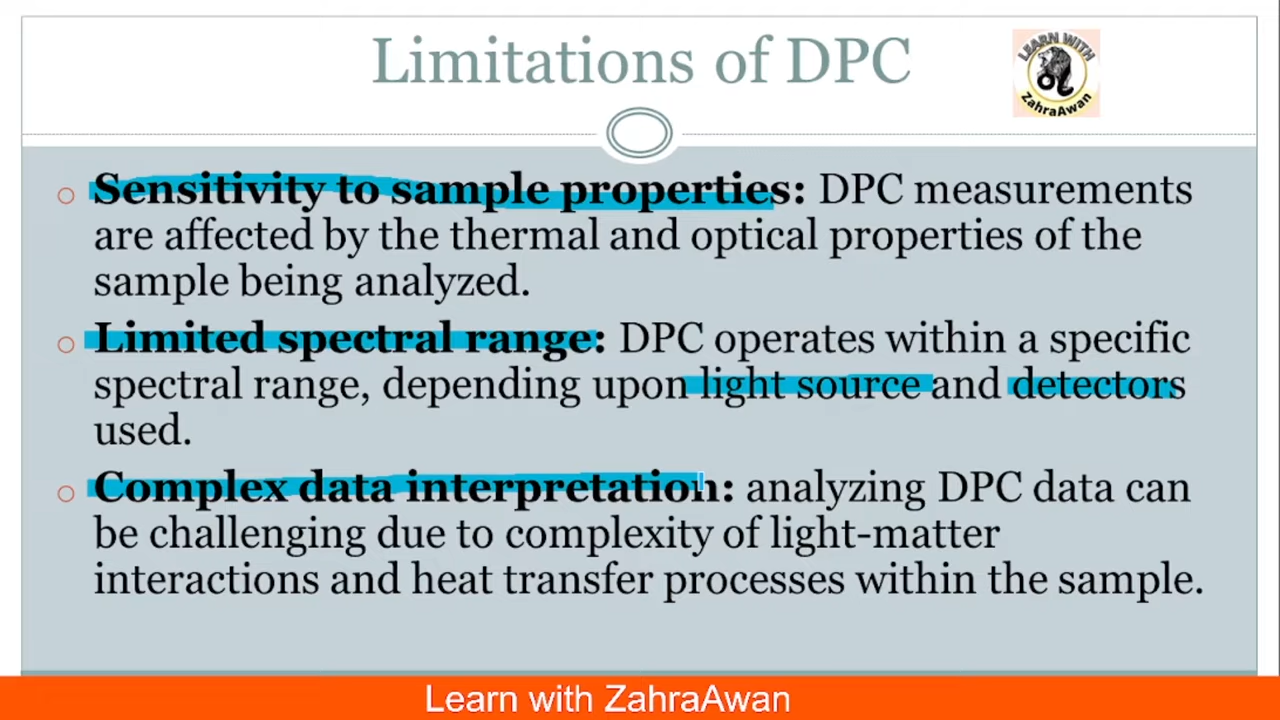 Limitations of DPC
LEARN WITH
ZahraAwan
Sensitivity to sample properties: DPC measurements
are affected by the thermal and optical properties of the
sample being analyzed.
Limited spectral range: DPC operates within a specific
spectral range, depending upon light source and detectors
used.
Complex data interpretation: analyzing DPC data can
be challenging due to complexity of light-matter
interactions and heat transfer processes within the sample.
Learn with ZahraAwan